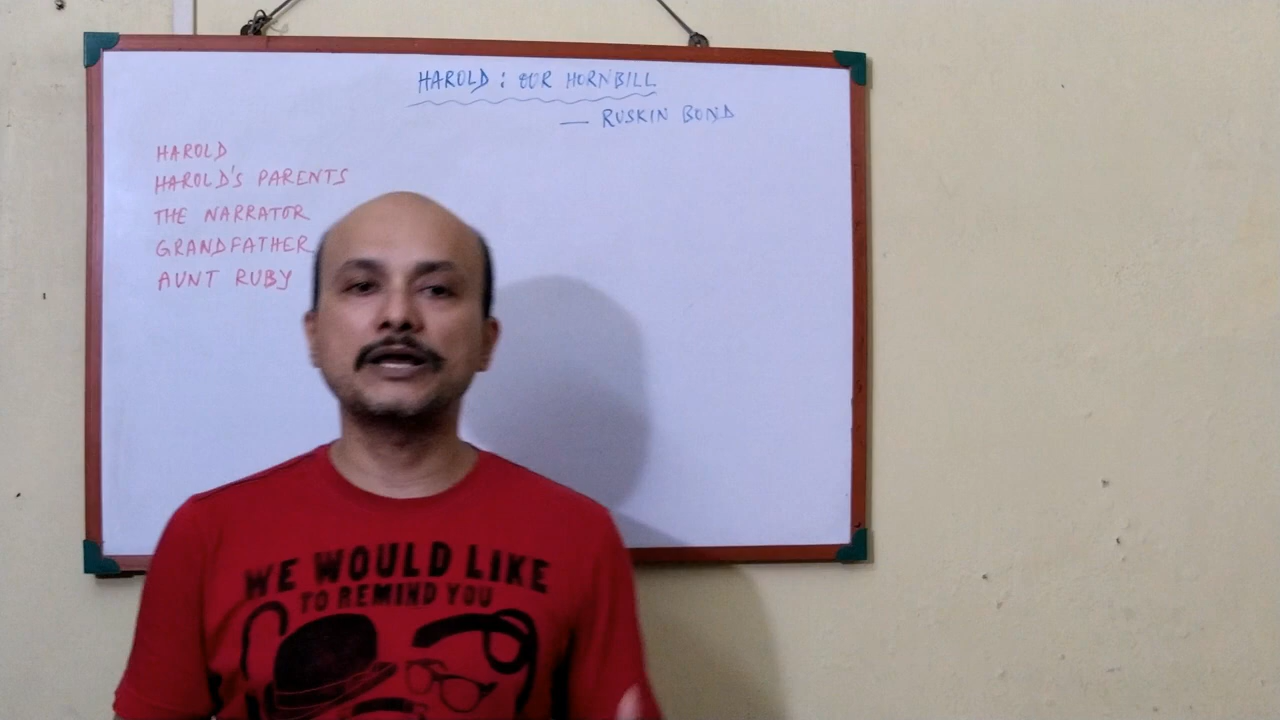 HAROLD : OUR HORNBILL
— RUSKIN BOND
HAROLD
HAROLD'S PARENTS
THE NARRATOR
GRANDFATHER
AUNT RUBY
WE WOULD LIKE
TO REMIND YOU